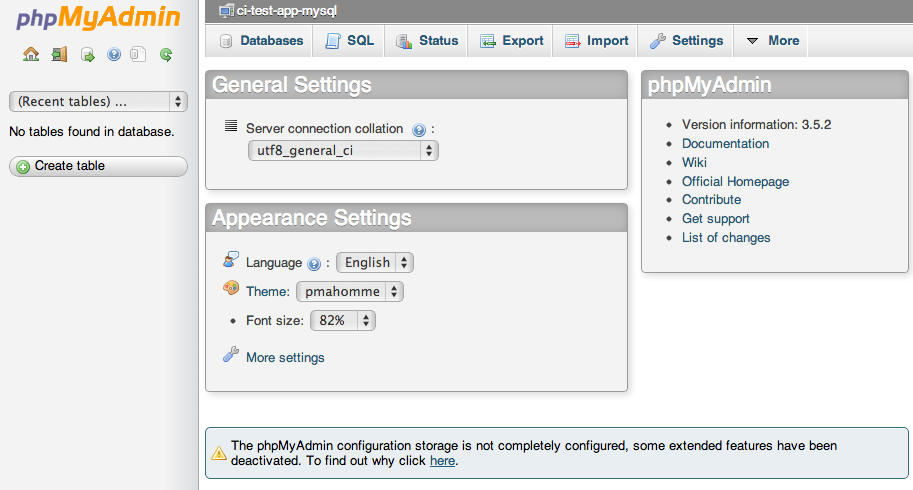 phpMyAdmin
(Recent tables) ...
No tables found in database.
Create table
ci-test-app-mysql
Databases
SQL
Status
Export
Import
Settings
More
General Settings
Server connection collation ? :
utf8_general_ci
Appearance Settings
Language ? : English
Theme: pmahomme
• Font size: 82%
More settings
phpMyAdmin
• Version information: 3.5.2
• Documentation
• Wiki
• Official Homepage
• Contribute
• Get support
• List of changes
The phpMyAdmin configuration storage is not completely configured, some extended features have been
deactivated. To find out why click here.